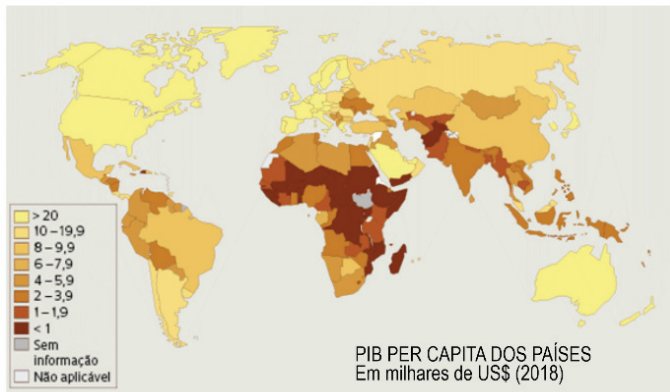 > 20
10 – 19,9
8 – 9,9
6 – 7,9
4 – 5,9
2 – 3,9
1 – 1,9
< 1
Sem
informação
Não aplicável
PIB PER CAPITA DOS PAÍSES
Em milhares de US$ (2018)